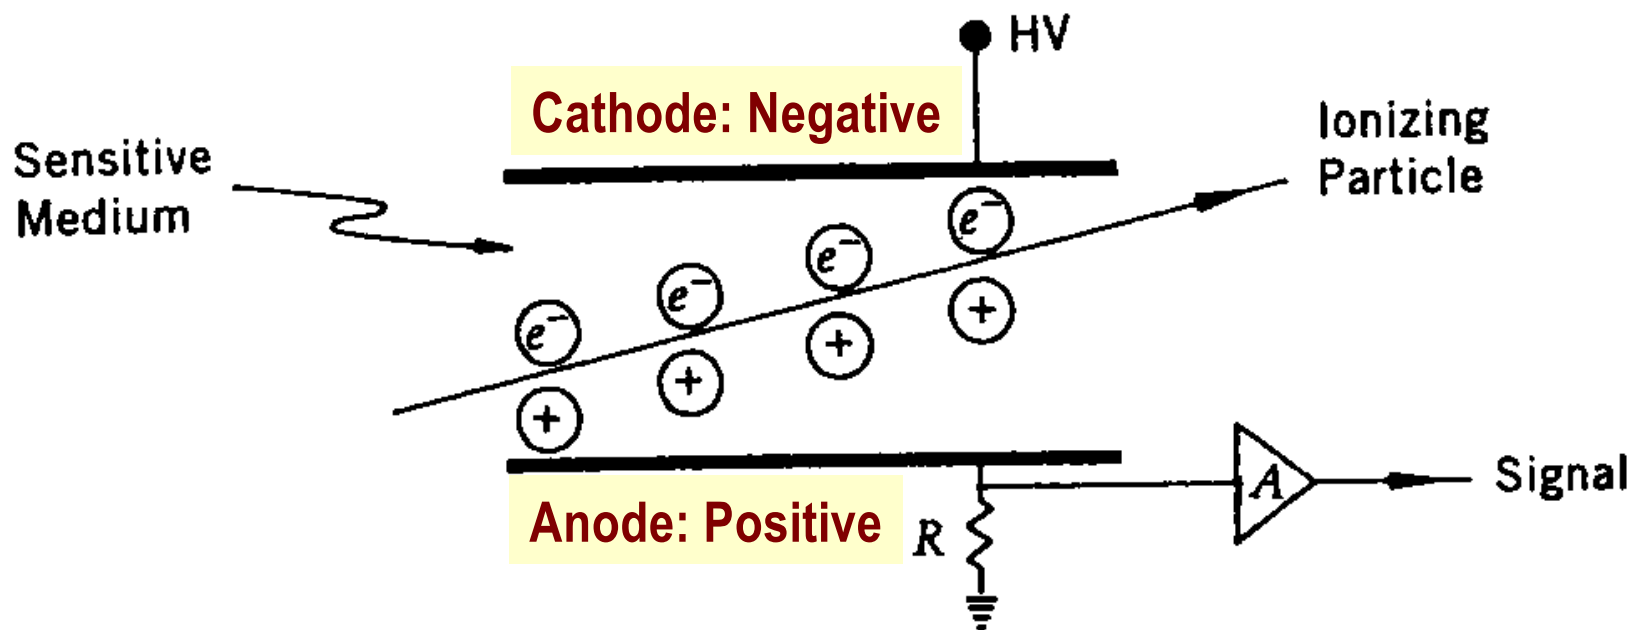 HV
Cathode: Negative
Ionizing
Particle
Sensitive
Medium
e⁻
e⁻
e⁻
e⁻
+
+
+
+
Anode: Positive
R
A
Signal